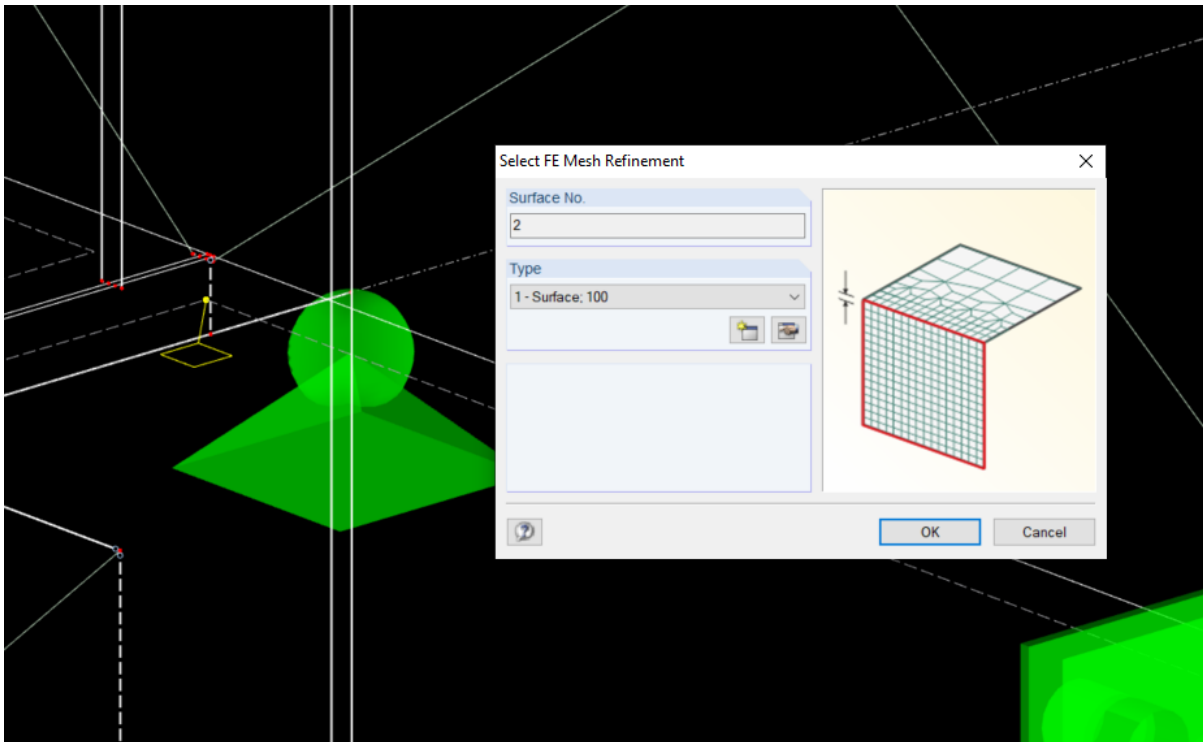 Select FE Mesh Refinement
Surface No.
2
Type
1 - Surface; 100
OK
Cancel